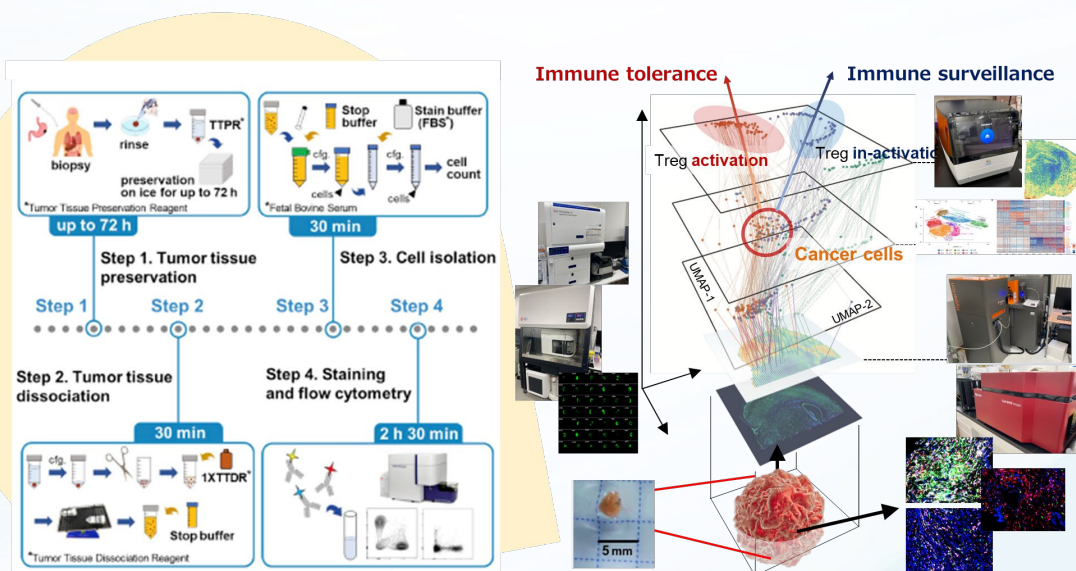 biopsy
rinse
TTPR*
preservation
on ice for up to 72 h
*Tumor Tissue Preservation Reagent
up to 72 h
Stop
buffer
Stain buffer
(FBS*)
cfg.
cfg.
cell
count
cells
cells
*Fetal Bovine Serum
30 min
Step 1. Tumor tissue
preservation
Step 3. Cell isolation
Step 1
Step 2
Step 3
Step 4
Step 2. Tumor tissue
dissociation
Step 4. Staining
and flow cytometry
30 min
cfg.
1XTTDR*
Stop buffer
*Tumor Tissue Dissociation Reagent
2 h 30 min
Immune tolerance
Immune surveillance
Treg activation
Treg in-activatio
Cancer cells
UMAP-1
UMAP-2
5 mm